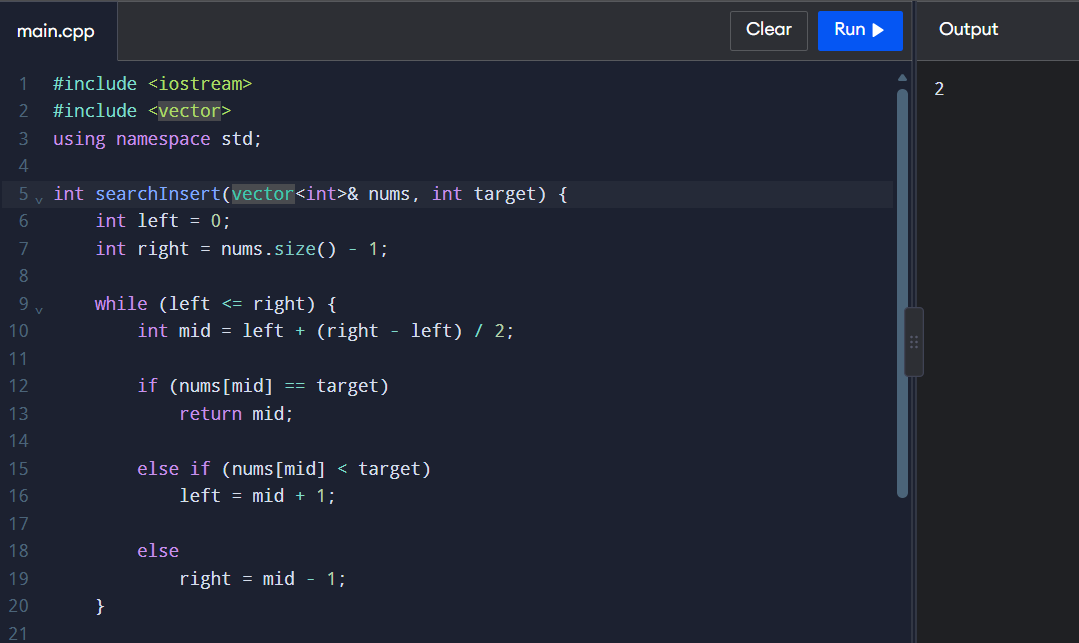 main.cpp
Clear
Run
Output
1 #include <iostream>
2 #include <vector>
3 using namespace std;
4
5 int searchInsert(vector<int>& nums, int target) {
6     int left = 0;
7     int right = nums.size() - 1;
8
9     while (left <= right) {
10         int mid = left + (right - left) / 2;
11
12         if (nums[mid] == target)
13             return mid;
14
15         else if (nums[mid] < target)
16             left = mid + 1;
17
18         else
19             right = mid - 1;
20     }
21
2